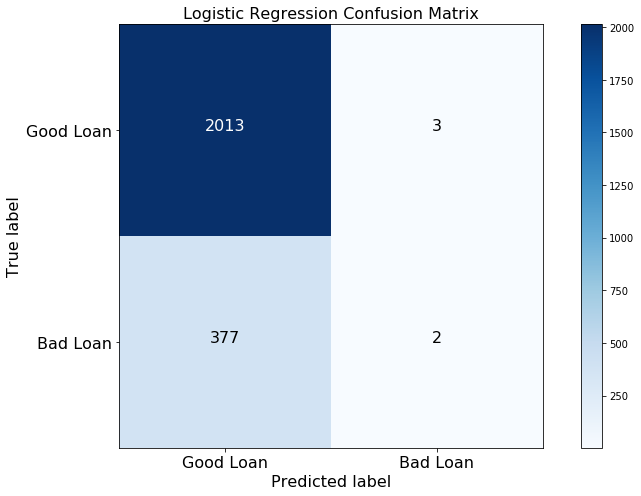 Logistic Regression Confusion Matrix
True label
Good Loan
Bad Loan
2013
3
377
2
Good Loan
Bad Loan
Predicted label
2000
1750
1500
1250
1000
750
500
250